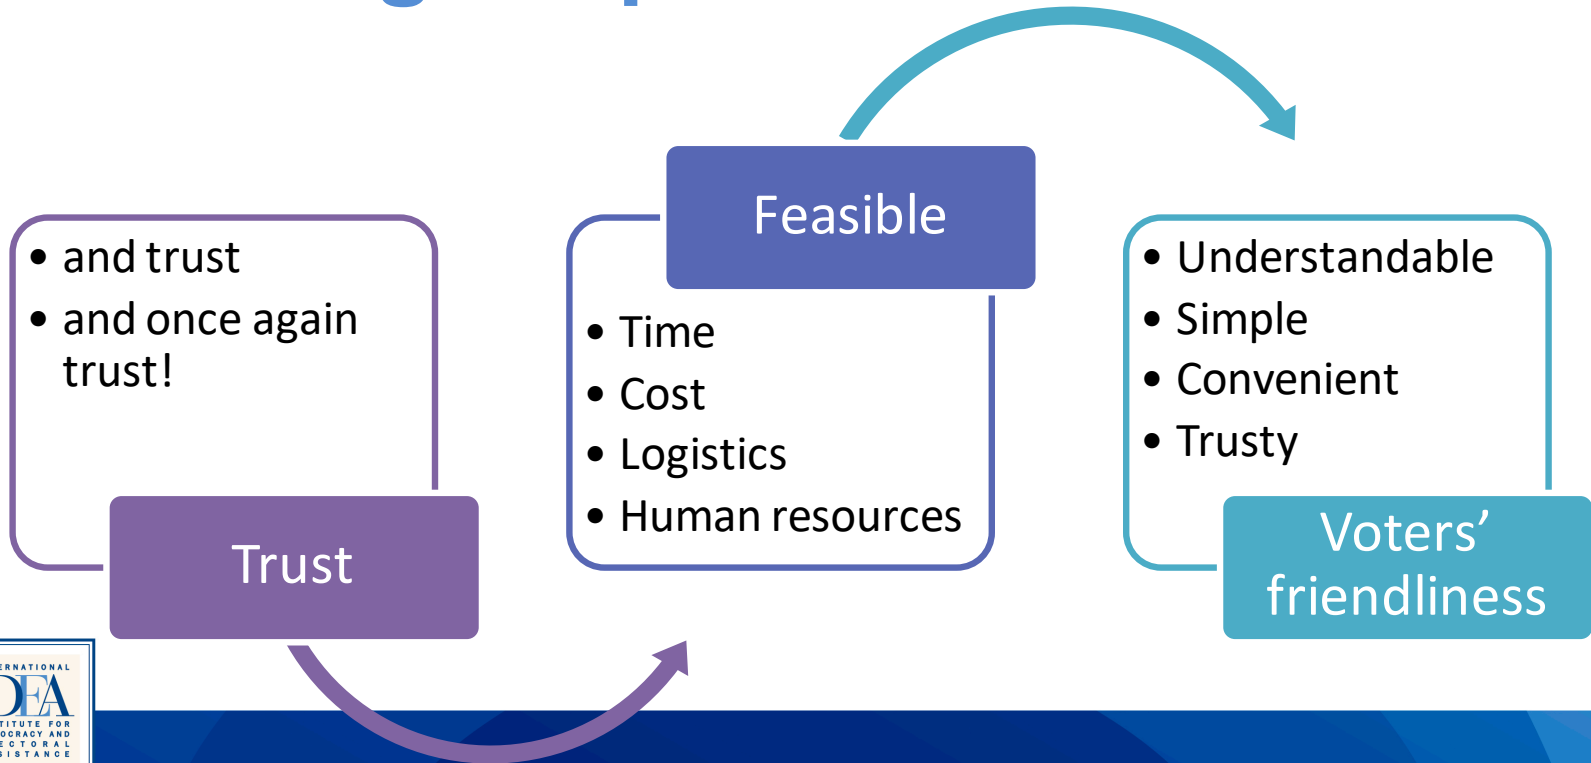 • and trust
• and once again
trust!
Trust
Feasible
• Time
• Cost
• Logistics
• Human resources
• Understandable
• Simple
• Convenient
• Trusty
Voters’
friendliness